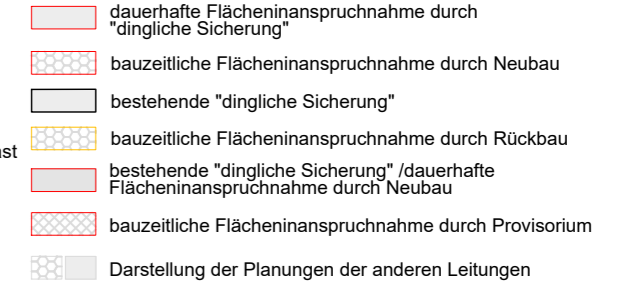 dauerhafte Flächeninanspruchnahme durch
"dingliche Sicherung"
bauzeitliche Flächeninanspruchnahme durch Neubau
bestehende "dingliche Sicherung"
bauzeitliche Flächeninanspruchnahme durch Rückbau
bestehende "dingliche Sicherung" /dauerhafte
Flächeninanspruchnahme durch Neubau
bauzeitliche Flächeninanspruchnahme durch Provisorium
Darstellung der Planungen der anderen Leitungen